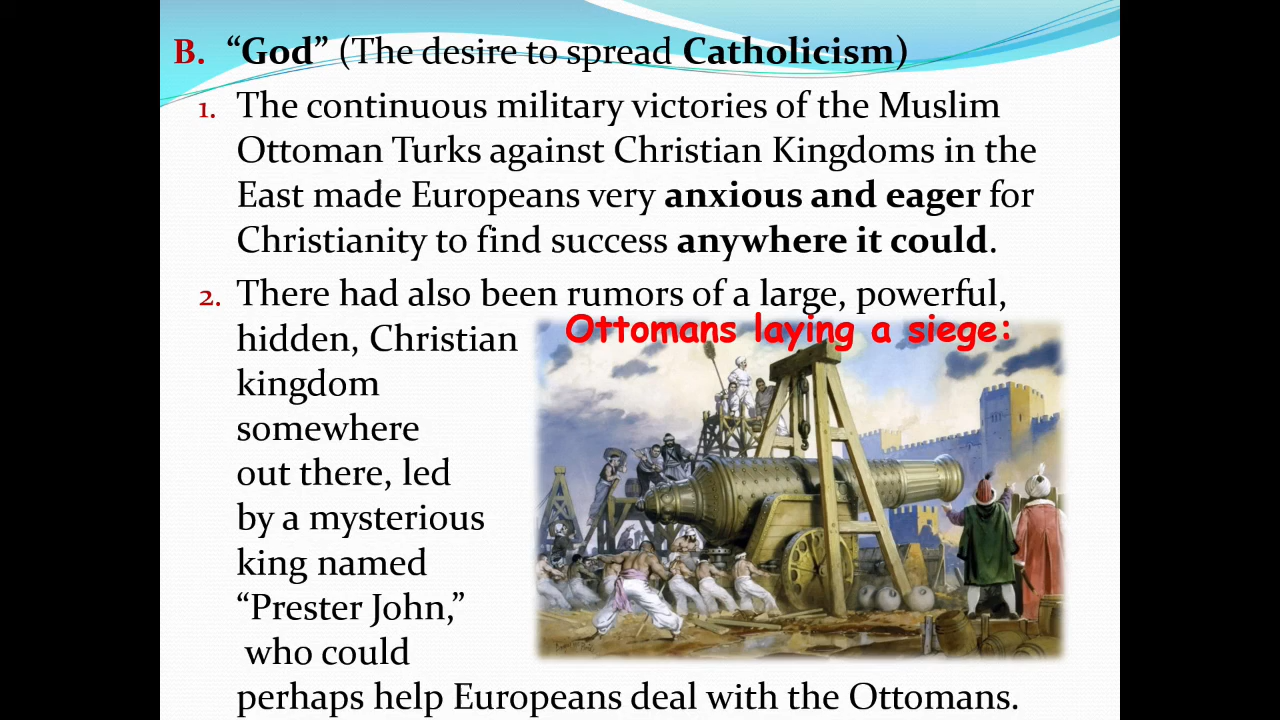 B. “God” (The desire to spread Catholicism)
1. The continuous military victories of the Muslim
Ottoman Turks against Christian Kingdoms in the
East made Europeans very anxious and eager for
Christianity to find success anywhere it could.
2. There had also been rumors of a large, powerful,
hidden, Christian
kingdom
somewhere
out there, led
by a mysterious
king named
“Prester John,”
who could
perhaps help Europeans deal with the Ottomans.
Ottomans laying a siege: